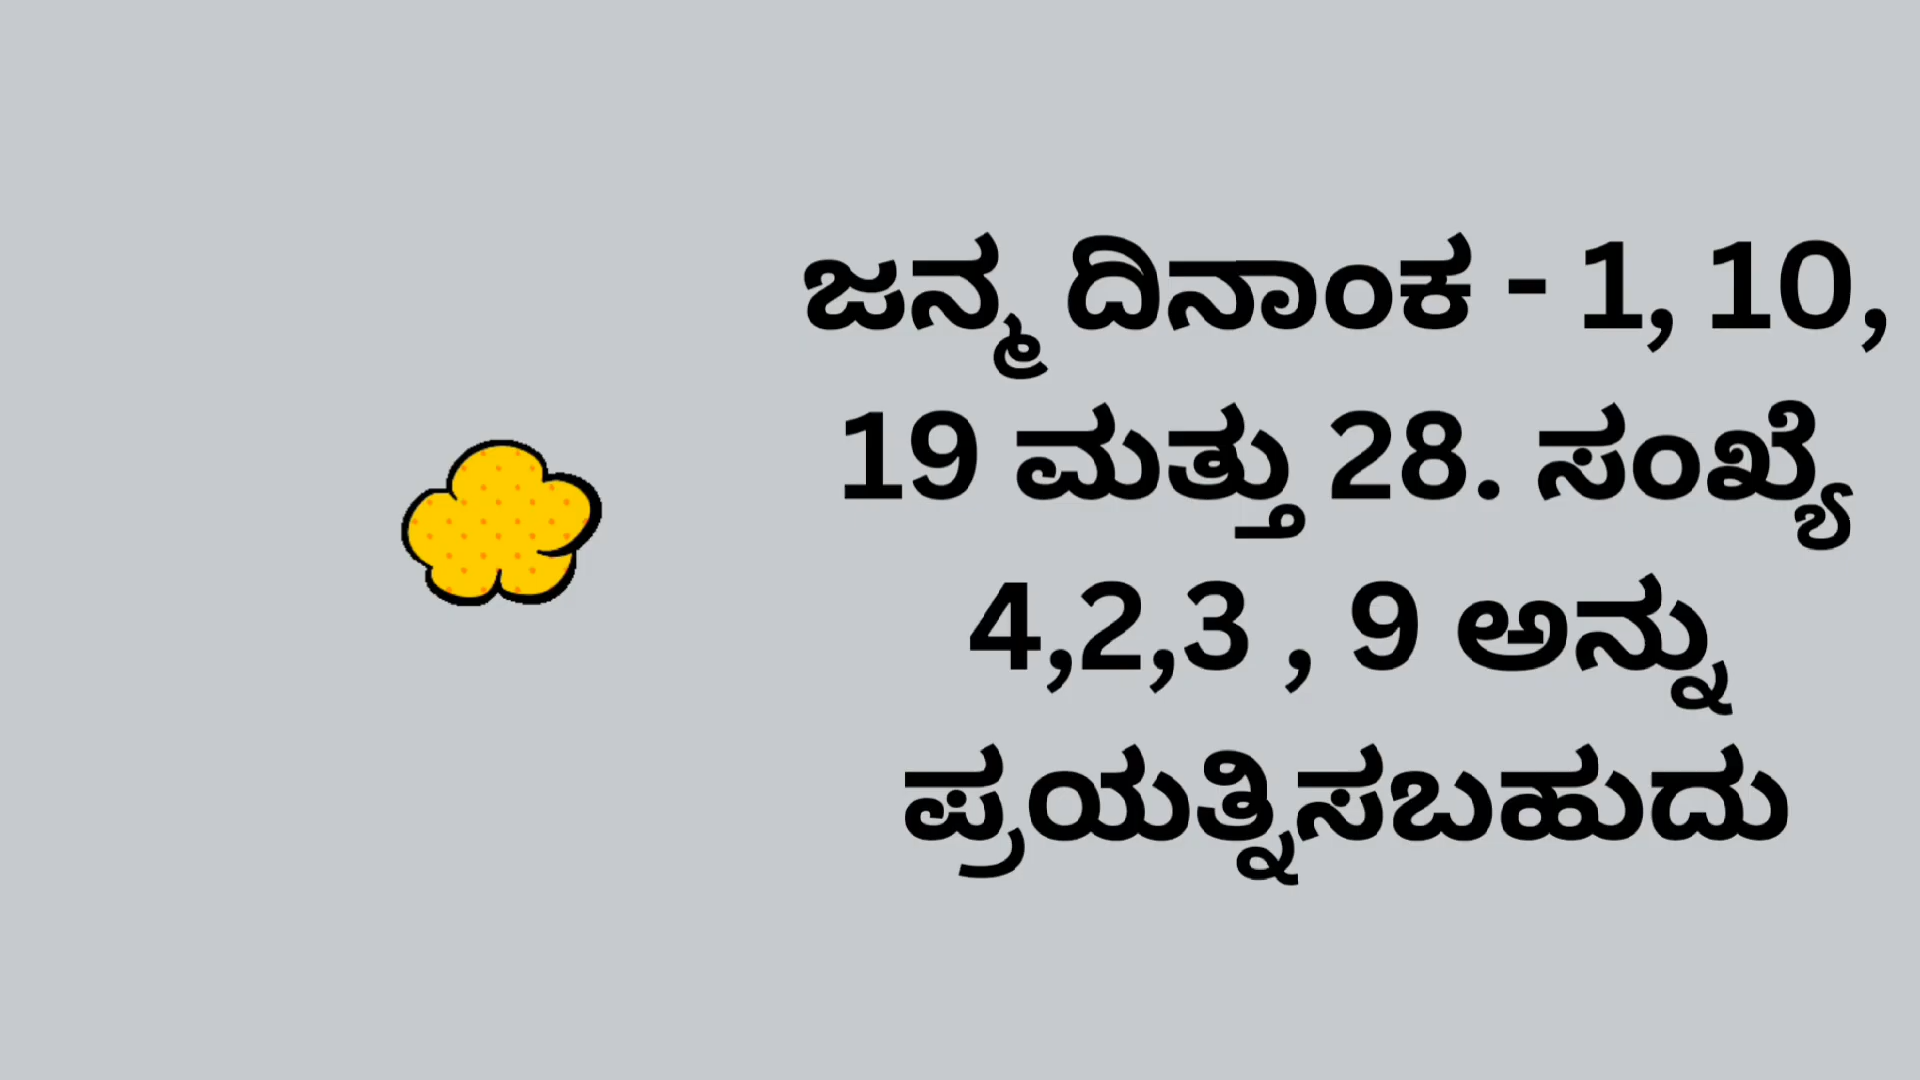 ಜನ್ಮ ದಿನಾಂಕ - 1, 10,
19 ಮತ್ತು 28. ಸಂಖ್ಯೆ
4,2,3 , 9 ಅನ್ನು
ಪ್ರಯತ್ನಿಸಬಹುದು